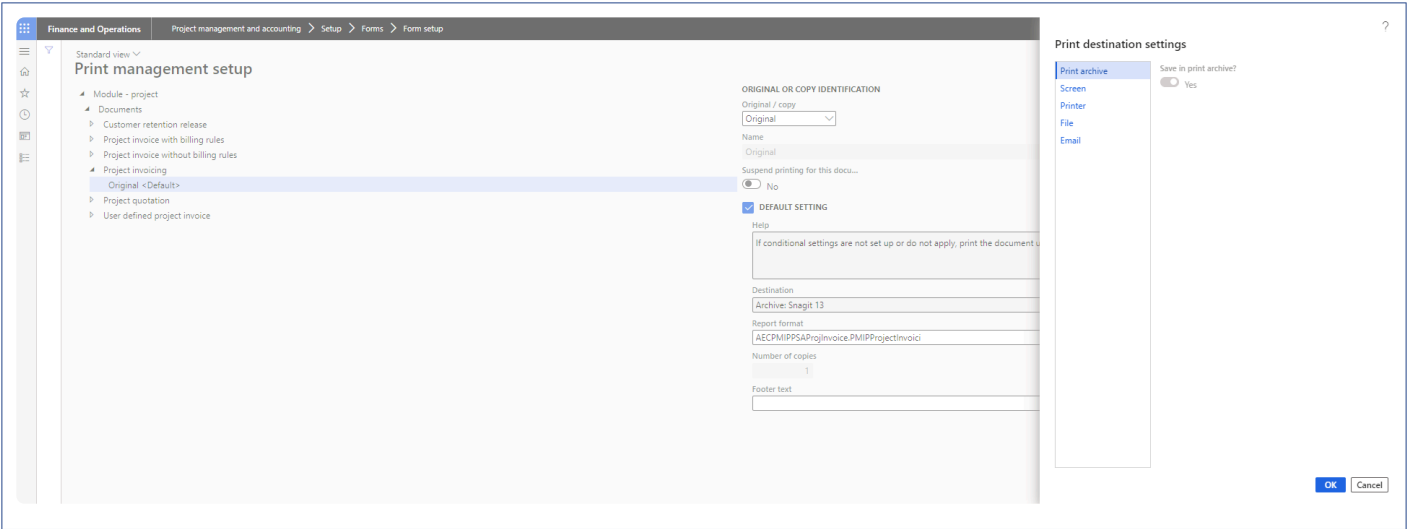 Finance and Operations
Project management and accounting > Setup > Forms > Form setup
?
Standard view
Print management setup
Module - project
Documents
Customer retention release
Project invoice with billing rules
Project invoice without billing rules
Project invoicing
Original <Default>
Project quotation
User defined project invoice
ORIGINAL OR COPY IDENTIFICATION
Original / copy
Original
Name
Original
Suspend printing for this docu...
No
DEFAULT SETTING
Help
If conditional settings are not set up or do not apply, print the document u
Destination
Archive: Snagit 13
Report format
AECPMIPPSAProjInvoice.PMIPProjectInvoici
Number of copies
1
Footer text
Print destination settings
Print archive
Screen
Printer
File
Email
Save in print archive?
Yes
OK Cancel